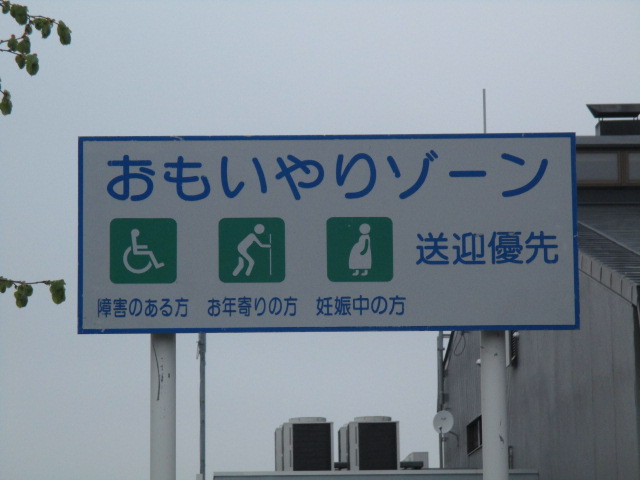 おもいやりゾーン
送迎優先
障害のある方 お年寄りの方 妊娠中の方